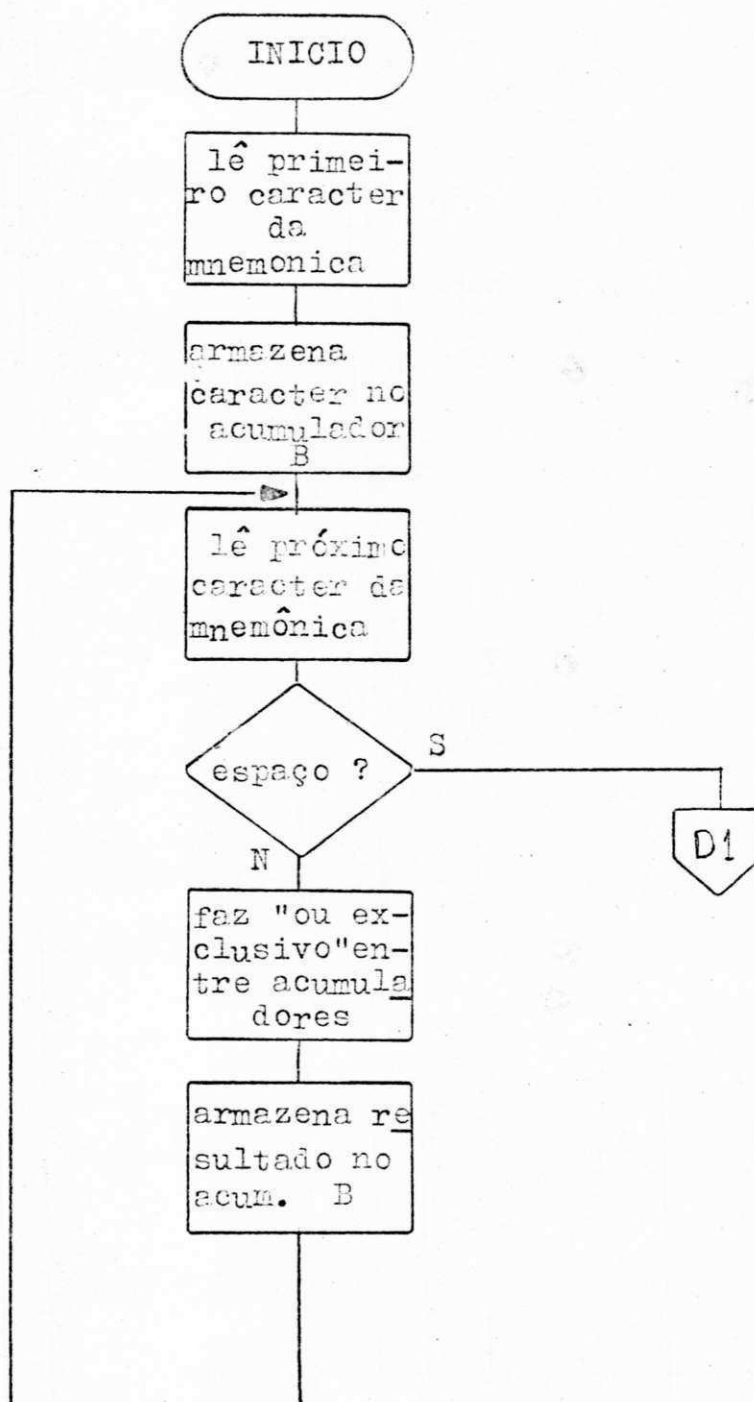 INICIO
lê primei-
ro caracter
da
mnemonica
armazena
caracter no
acumulador
B
lê próximo
caracter da
mnemônica
espaço ?
S
D1
N
faz "ou ex-
clusivo"en-
tre acumula
dores
armazena re
sultado no
acum. B